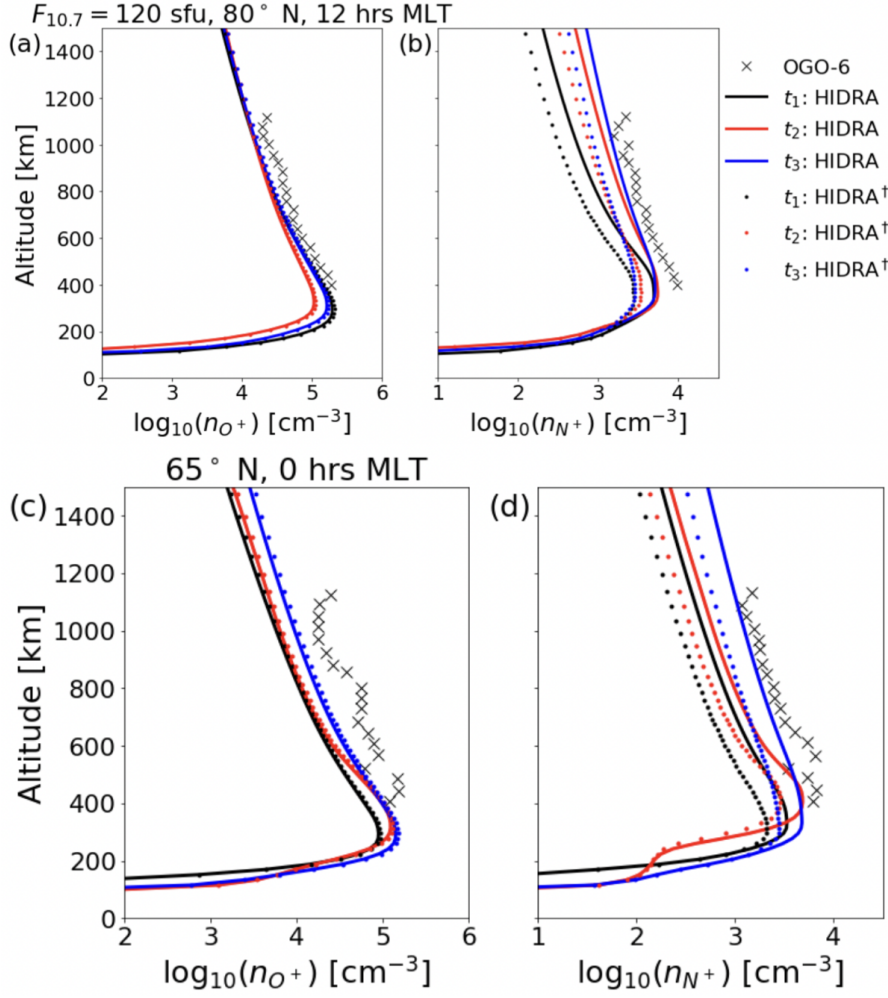 F₁₀.₇ = 120 sfu, 80° N, 12 hrs MLT
(a)
1400
1200
1000
800
600
400
200
0
Altitude [km]
2 3 4 5 6
log₁₀(n_O⁺) [cm⁻³]
(b)
1 2 3 4
log₁₀(n_N⁺) [cm⁻³]
OGO-6
t₁: HIDRA
t₂: HIDRA
t₃: HIDRA
t₁: HIDRA†
t₂: HIDRA†
t₃: HIDRA†
65° N, 0 hrs MLT
(c)
1400
1200
1000
800
600
400
200
0
Altitude [km]
2 3 4 5 6
log₁₀(n_O⁺) [cm⁻³]
(d)
1 2 3 4
log₁₀(n_N⁺) [cm⁻³]